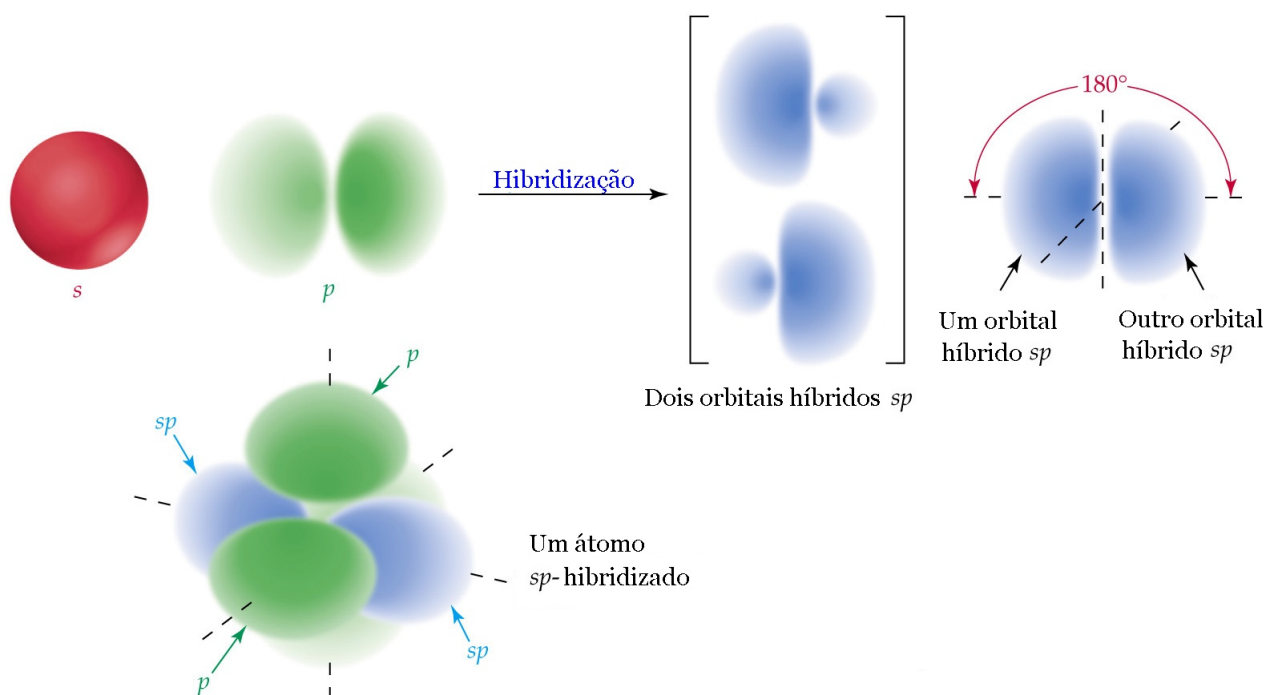 s
p
Hibridização
Dois orbitais híbridos sp
180°
Um orbital
híbrido sp
Outro orbital
híbrido sp
p
sp
Um átomo
sp-hibridizado
sp
p